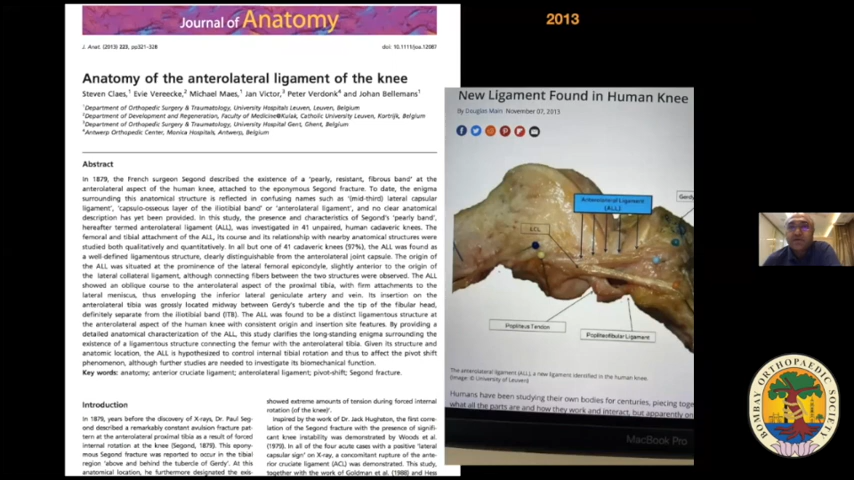 2013
Journal of Anatomy
J. Anat. (2013) 223, pp321-328
doi: 10.1111/joa.12087
Anatomy of the anterolateral ligament of the knee
Steven Claes,1 Evie Vereecke,2 Michael Maes,1 Jan Victor,3 Peter Verdonk4 and Johan Bellemans1
1Department of Orthopedic Surgery & Traumatology, University Hospitals Leuven, Leuven, Belgium
2Department of Development and Regeneration, Faculty of Medicine@Kulak, Catholic University Leuven, Kortrijk, Belgium
3Department of Orthopedic Surgery & Traumatology, University Hospital Gent, Ghent, Belgium
4Antwerp Orthopedic Center, Monica Hospitals, Antwerp, Belgium
Abstract
In 1879, the French surgeon Segond described the existence of a 'pearly, resistant, fibrous band' at the
anterolateral aspect of the human knee, attached to the eponymous Segond fracture. To date, the enigma
surrounding this anatomical structure is reflected in confusing names such as '(mid-third) lateral capsular
ligament', 'capsulo-osseous layer of the iliotibial band' or 'anterolateral ligament', and no clear anatomical
description has yet been provided. In this study, the presence and characteristics of Segond's 'pearly band',
hereafter termed anterolateral ligament (ALL), was investigated in 41 unpaired, human cadaveric knees. The
femoral and tibial attachment of the ALL, its course and its relationship with nearby anatomical structures were
studied both qualitatively and quantitatively. In all but one of 41 cadaveric knees (97%), the ALL was found as
a well-defined ligamentous structure, clearly distinguishable from the anterolateral joint capsule. The origin of
the ALL was situated at the prominence of the lateral femoral epicondyle, slightly anterior to the origin of
the lateral collateral ligament, although connecting fibers between the two structures were observed. The ALL
showed an oblique course to the anterolateral aspect of the proximal tibia, with firm attachments to the
lateral meniscus, thus enveloping the inferior lateral geniculate artery and vein. Its insertion on the
anterolateral tibia was grossly located midway between Gerdy's tubercle and the tip of the fibular head,
definitely separate from the iliotibial band (ITB). The ALL was found to be a distinct ligamentous structure
at the anterolateral aspect of the human knee with consistent origin and insertion site features. By providing a
detailed anatomical characterization of the ALL, this study clarifies the long-standing enigma surrounding the
existence of a ligamentous structure connecting the femur with the anterolateral tibia. Given its structure and
anatomic location, the ALL is hypothesized to control internal tibial rotation and thus to affect the pivot shift
phenomenon, although further studies are needed to investigate its biomechanical function.
Key words: anatomy; anterior cruciate ligament; anterolateral ligament; pivot-shift; Segond fracture.
Introduction
In 1879, years before the discovery of X-rays, Dr. Paul Seg-
ond described a remarkably constant avulsion fracture pat-
tern at the anterolateral proximal tibia as a result of forced
internal rotation at the knee (Segond, 1879). This epony-
mous Segond fracture was reported to occur in the tibial
region 'above and behind the tubercle of Gerdy'. At this
anatomical location, he furthermore designated the exis-
showed extreme amounts of tension during forced internal
rotation (of the knee)'.
Inspired by the work of Dr. Jack Hughston, the first corre-
lation of the Segond fracture with the presence of signifi-
cant knee instability was demonstrated by Woods et al.
(1979). In all of the four acute cases with a positive 'lateral
capsular sign' on X-ray, a concomitant rupture of the ante-
rior cruciate ligament (ACL) was demonstrated. This study,
together with the work of Goldman et al. (1988) and Hess
New Ligament Found in Human Knee
By Douglas Main November 07, 2013
Anterolateral Ligament
(ALL)
Gerdy
LCL
Popliteus Tendon
Popliteofibular Ligament
The anterolateral ligament (ALL), a new ligament identified in the human knee.
(Image: © University of Leuven)
Humans have been studying their own bodies for centuries, piecing toge
what all the parts are and how they work and interact, but apparently
MacBook Pro
BOMBAY ORTHOPAEDIC SOCIETY